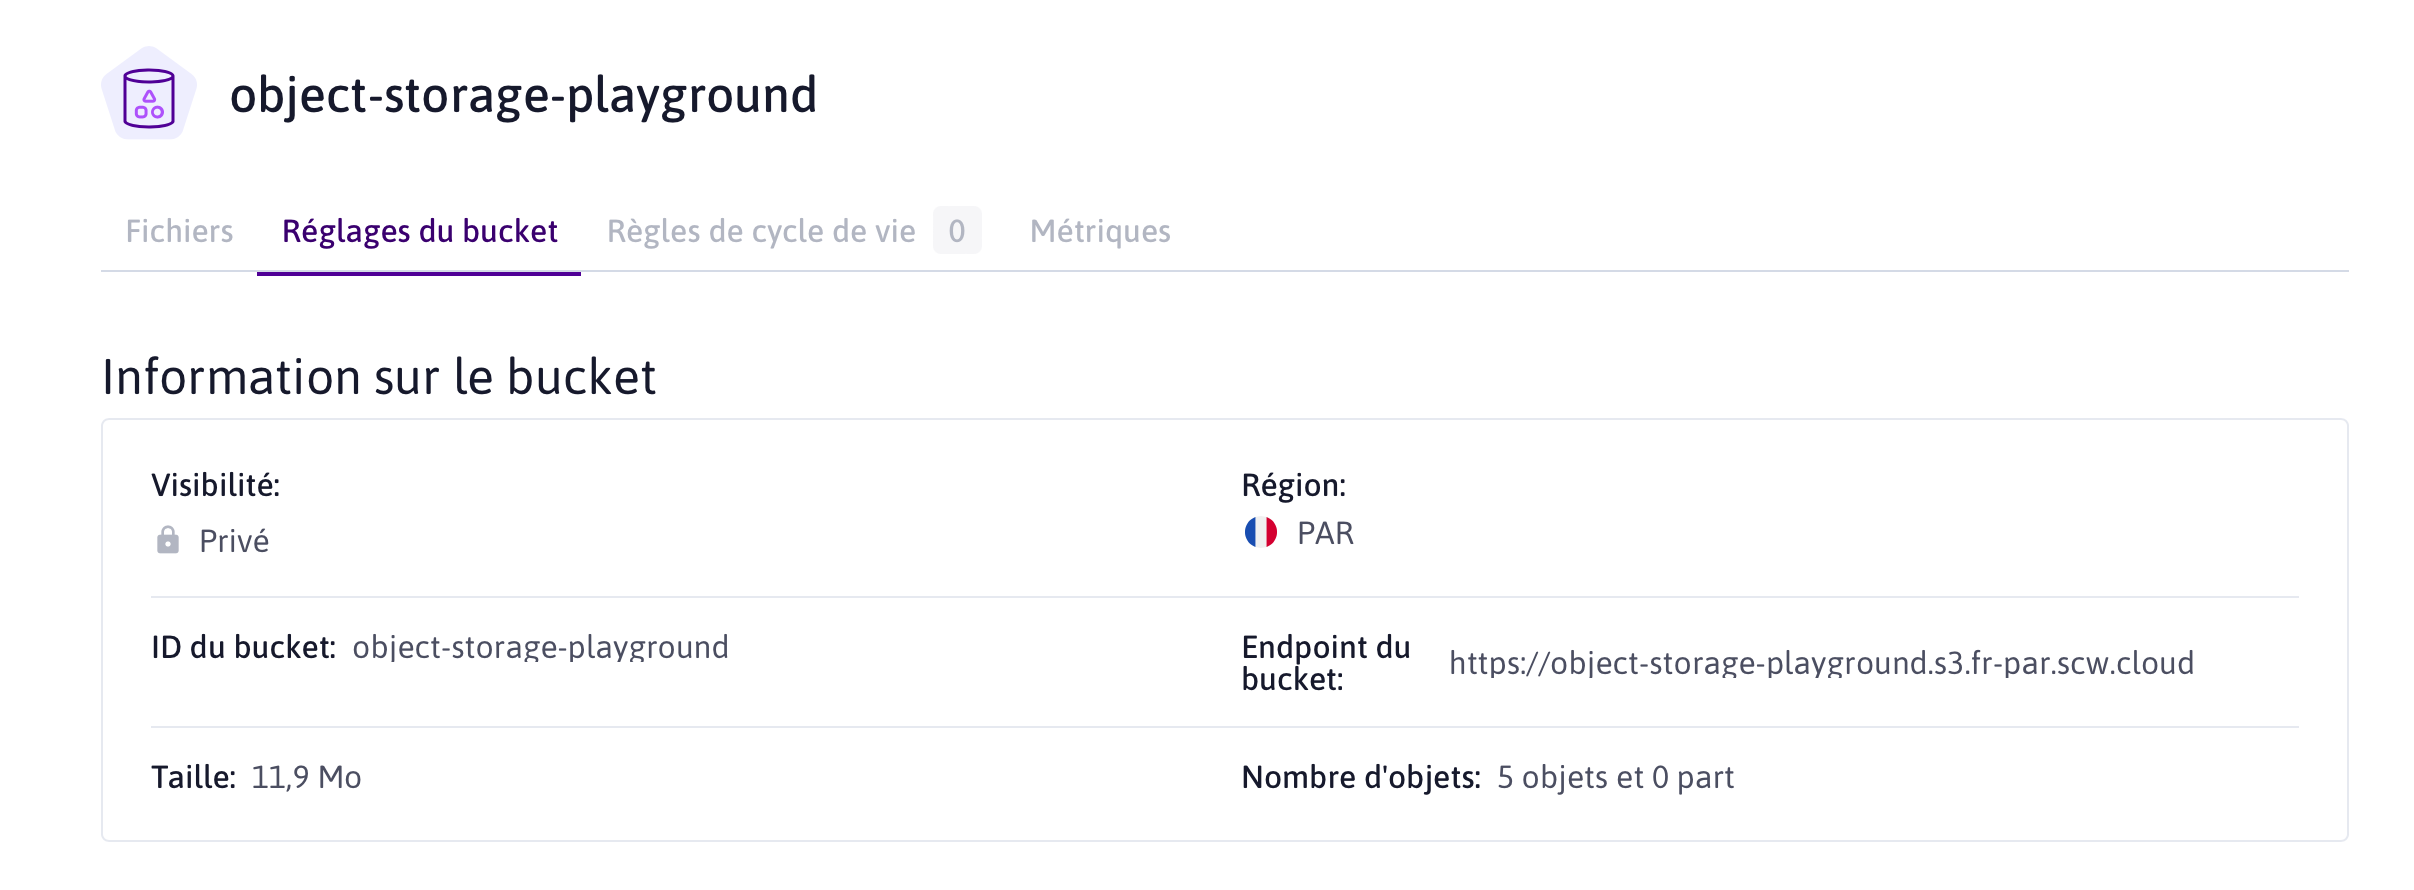 object-storage-playground
Fichiers Réglages du bucket Règles de cycle de vie 0 Métriques
Information sur le bucket
Visibilité: Région:
Privé PAR
ID du bucket: object-storage-playground Endpoint du bucket: https://object-storage-playground.s3.fr-par.scw.cloud
Taille: 11,9 Mo Nombre d'objets: 5 objets et 0 part